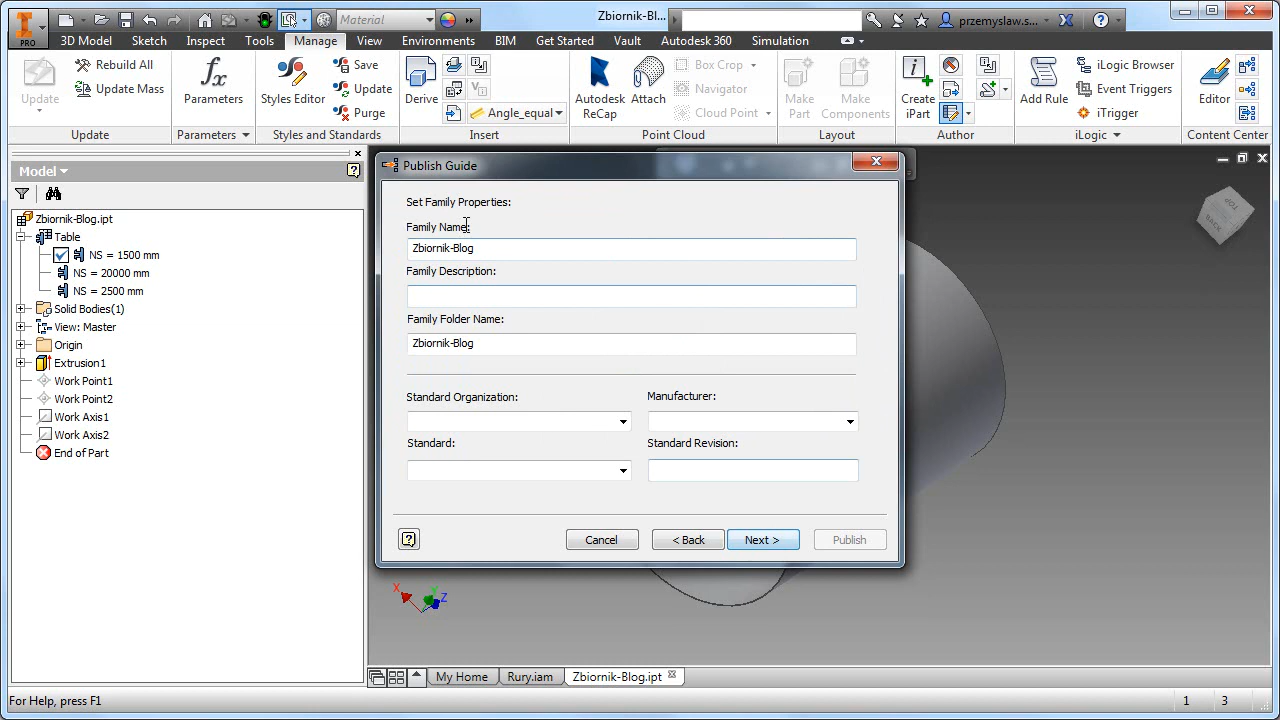 Material
Zbiornik-Blo...
przemyslaw.s...
PRO
3D Model
Sketch
Inspect
Tools
Manage
View
Environments
BIM
Get Started
Vault
Autodesk 360
Simulation
Update
Rebuild All
Update Mass
Update
fx
Parameters
Parameters
Styles Editor
Save
Update
Purge
Styles and Standards
Derive
Angle_equal
Insert
Autodesk
ReCap
Attach
Box Crop
Navigator
Cloud Point
Point Cloud
Make
Part
Make
Components
Layout
Create
iPart
Author
Add Rule
iLogic Browser
Event Triggers
iTrigger
iLogic
Editor
Content Center
Model
Zbiornik-Blog.ipt
Table
NS = 1500 mm
NS = 20000 mm
NS = 2500 mm
Solid Bodies(1)
View: Master
Origin
Extrusion1
Work Point1
Work Point2
Work Axis1
Work Axis2
End of Part
Publish Guide
Set Family Properties:
Family Name:
Zbiornik-Blog
Family Description:
Family Folder Name:
Zbiornik-Blog
Standard Organization:
Manufacturer:
Standard:
Standard Revision:
Cancel
< Back
Next >
Publish
TOP
BACK
X
Y
Z
My Home
Rury.iam
Zbiornik-Blog.ipt
For Help, press F1
1
3